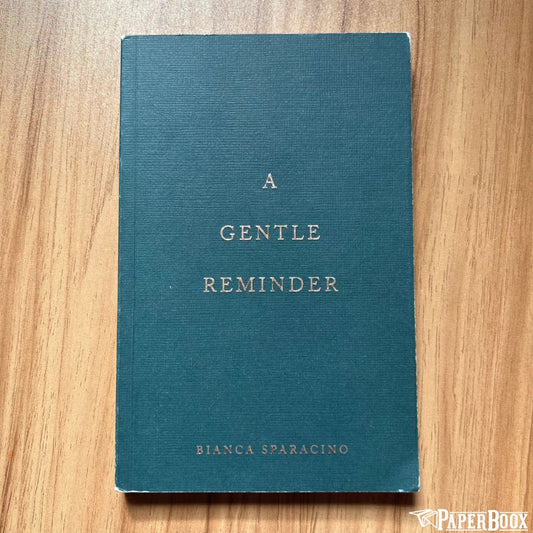 A
GENTLE
REMINDER
BIANCA SPARACINO
PAPERBOOX